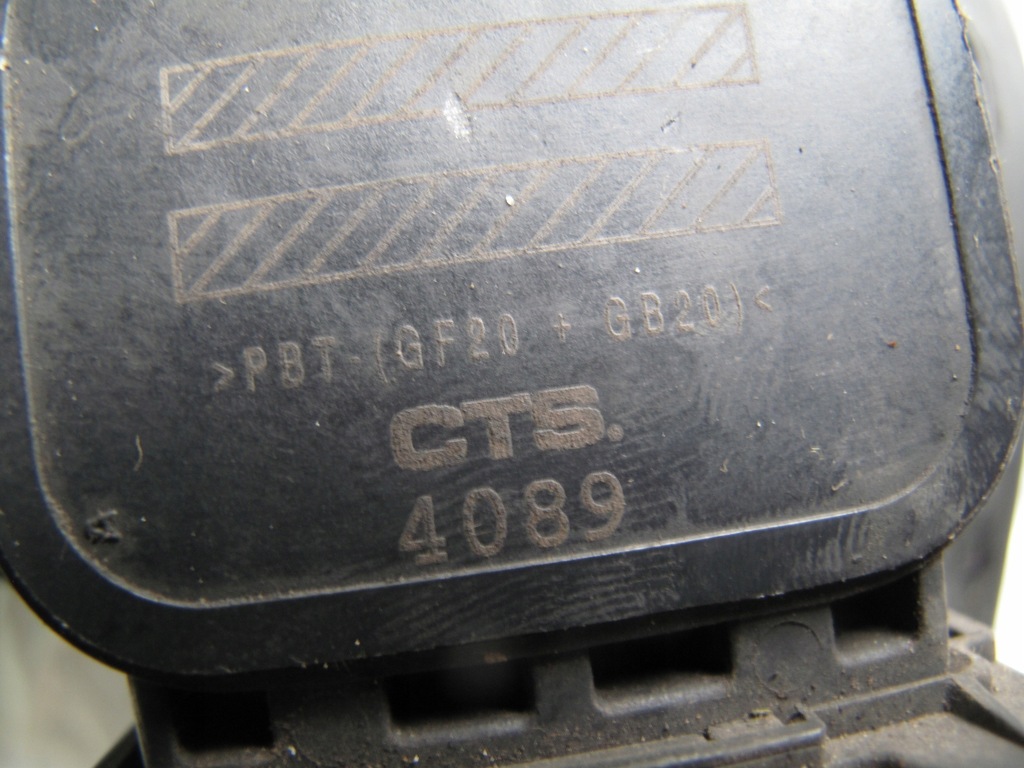 >PBT-(GF20 + GB20)<
CTS.
4089